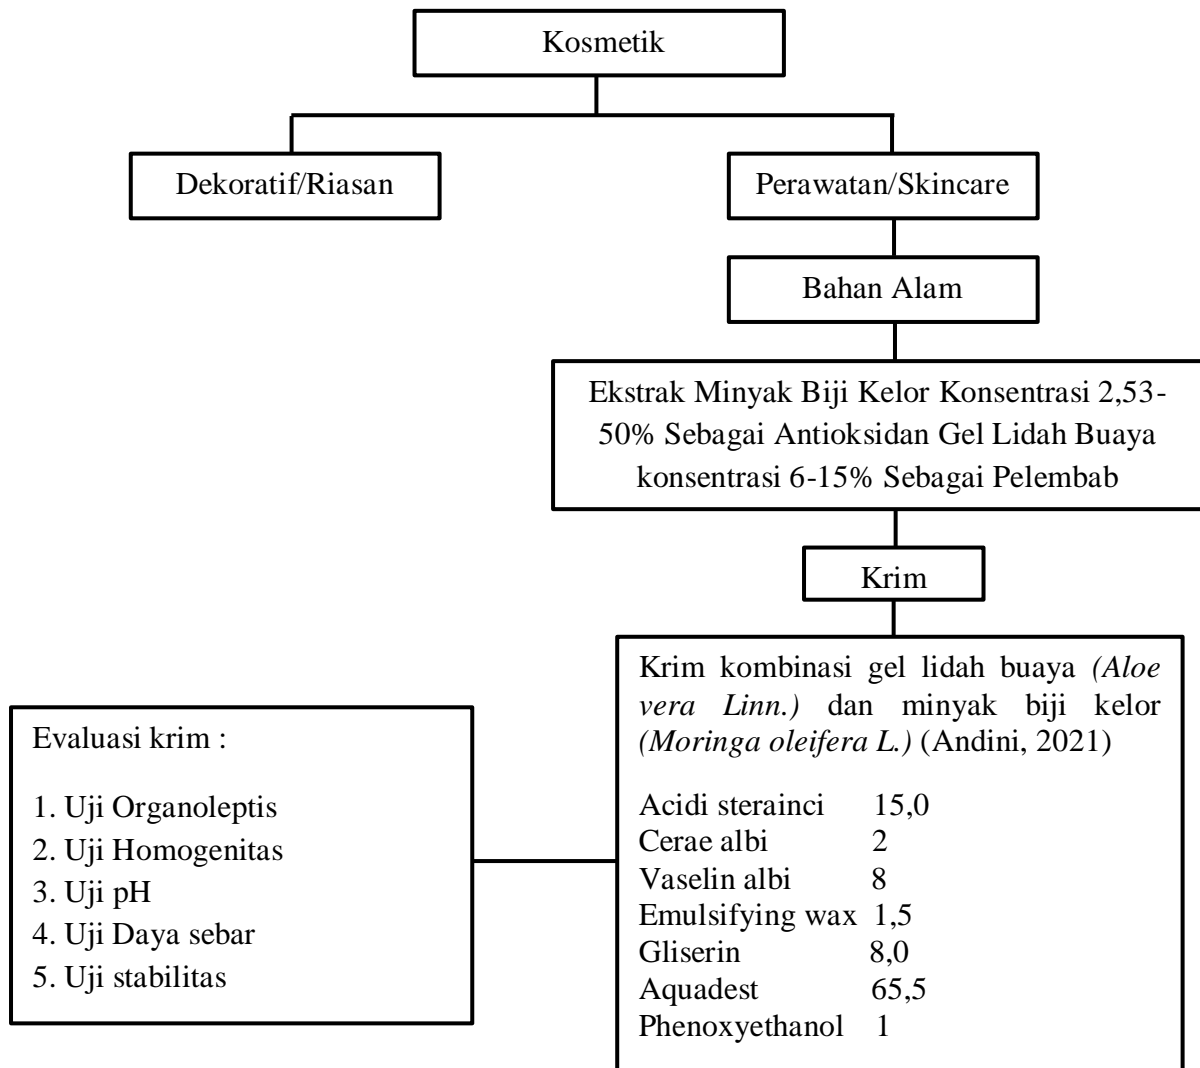 Kosmetik
Dekoratif/Riasan
Perawatan/Skincare
Bahan Alam
Ekstrak Minyak Biji Kelor Konsentrasi 2,53-
50% Sebagai Antioksidan Gel Lidah Buaya
konsentrasi 6-15% Sebagai Pelembab
Krim
Krim kombinasi gel lidah buaya (Aloe
vera Linn.) dan minyak biji kelor
(Moringa oleifera L.) (Andini, 2021)
Acidi sterainci 15,0
Cerae albi 2
Vaselin albi 8
Emulsifying wax 1,5
Gliserin 8,0
Aquadest 65,5
Phenoxyethanol 1
Evaluasi krim :
1. Uji Organoleptis
2. Uji Homogenitas
3. Uji pH
4. Uji Daya sebar
5. Uji stabilitas